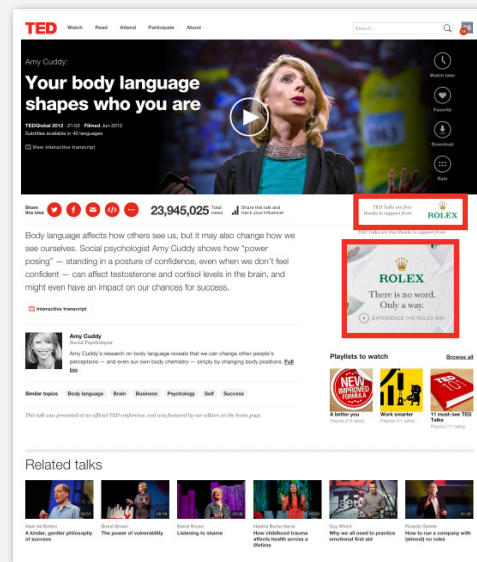 TED Watch Read Attend Participate About Search...
Amy Cuddy:
Your body language
shapes who you are
TEDGlobal 2012 · 21:02 · Filmed Jun 2012
Subtitles available in 40 languages
View interactive transcript
Watch later
Favorite
Download
Rate
Share
this idea
23,945,025 Total
views
Share this talk and
track your influence!
TED Talks are free
thanks to support from
ROLEX
TED Talks are free thanks to support from
Body language affects how others see us, but it may also change how we
see ourselves. Social psychologist Amy Cuddy shows how “power
posing” — standing in a posture of confidence, even when we don’t feel
confident — can affect testosterone and cortisol levels in the brain, and
might even have an impact on our chances for success.
ROLEX
There is no word.
Only a way.
EXPERIENCE THE ROLEX WAY
Interactive transcript
Amy Cuddy
Social Psychologist
Amy Cuddy’s research on body language reveals that we can change other people’s
perceptions — and even our own body chemistry — simply by changing body positions. Full
bio
Playlists to watch Browse all
NEW
IMPROVED
FORMULA
TED
101
A better you
Playlist (13 talks)
Work smarter
Playlist (11 talks)
11 must-see TED
Talks
Playlist (11 talks)
Similar topics Body language Brain Business Psychology Self Success
This talk was presented at an official TED conference, and was featured by our editors on the home page.
Related talks
Alain de Botton
A kinder, gentler philosophy
of success
Brené Brown
The power of vulnerability
Brené Brown
Listening to shame
Nadine Burke Harris
How childhood trauma
affects health across a
lifetime
Guy Winch
Why we all need to practice
emotional first aid
Ricardo Semler
How to run a company with
(almost) no rules